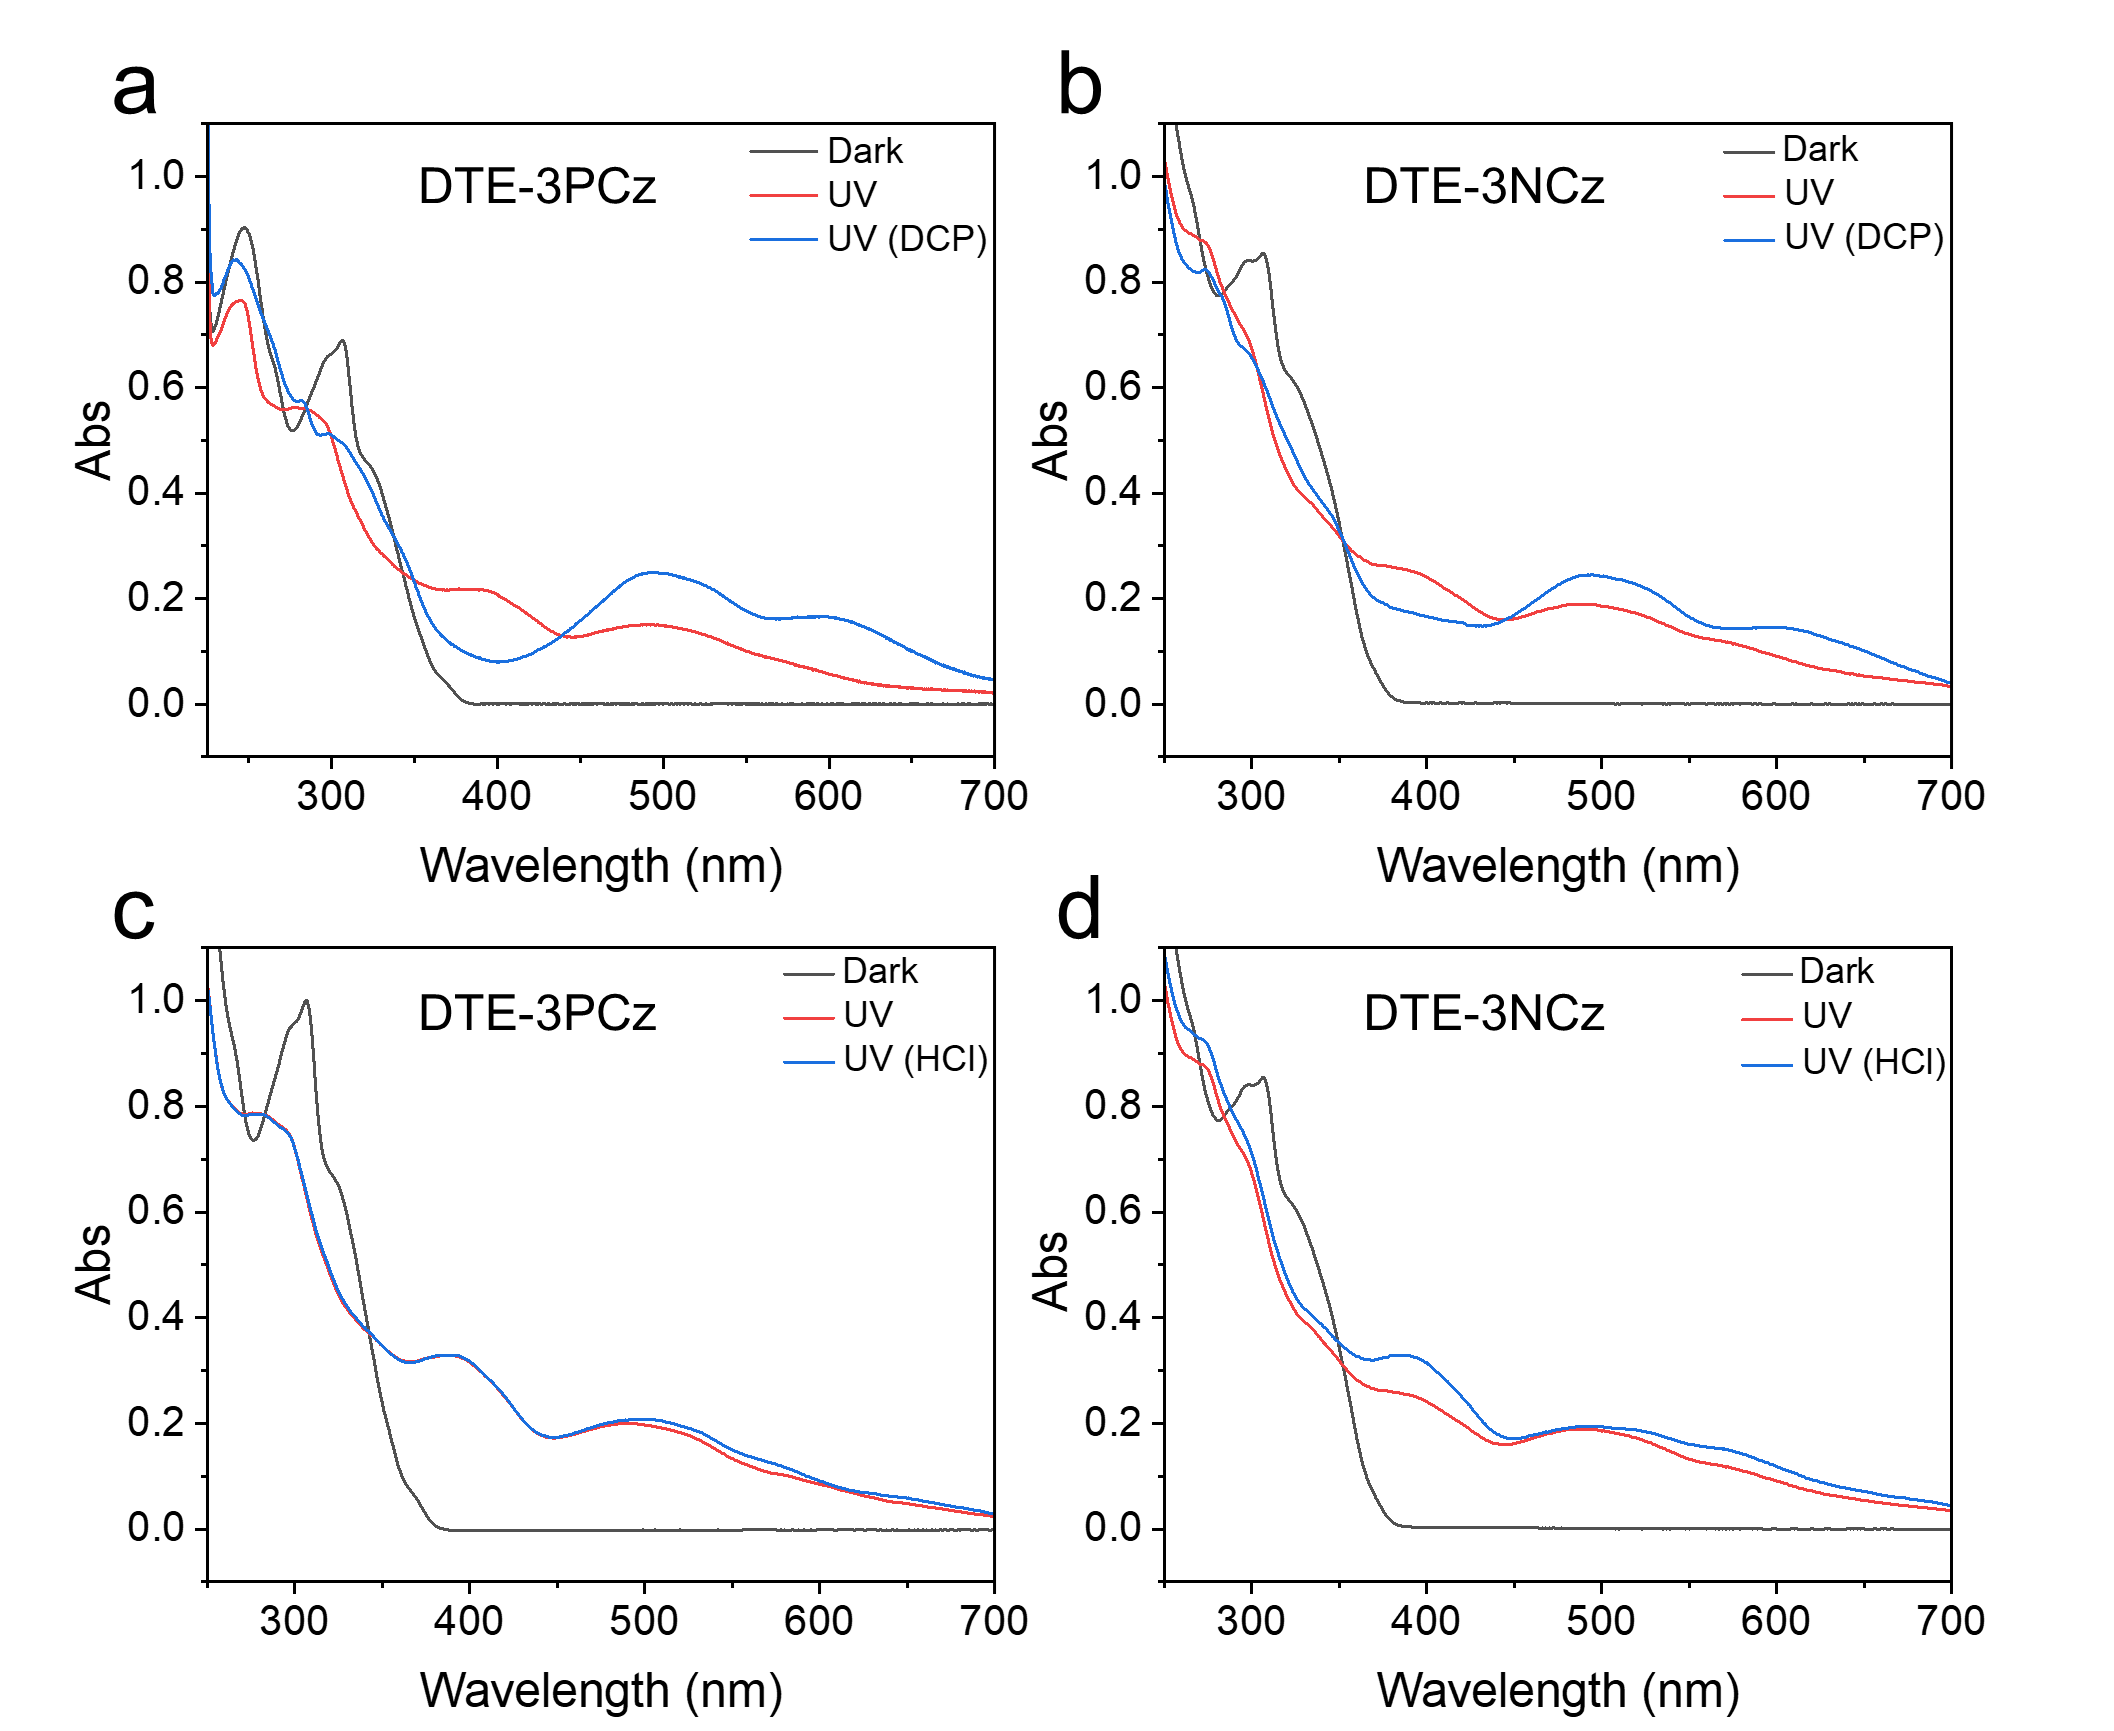 a
DTE-3PCz
Dark
UV
UV (DCP)
1.0
0.8
0.6
0.4
0.2
0.0
Abs
300 400 500 600 700
Wavelength (nm)
b
DTE-3NCz
Dark
UV
UV (DCP)
1.0
0.8
0.6
0.4
0.2
0.0
Abs
300 400 500 600 700
Wavelength (nm)
c
DTE-3PCz
Dark
UV
UV (HCl)
1.0
0.8
0.6
0.4
0.2
0.0
Abs
300 400 500 600 700
Wavelength (nm)
d
DTE-3NCz
Dark
UV
UV (HCl)
1.0
0.8
0.6
0.4
0.2
0.0
Abs
300 400 500 600 700
Wavelength (nm)